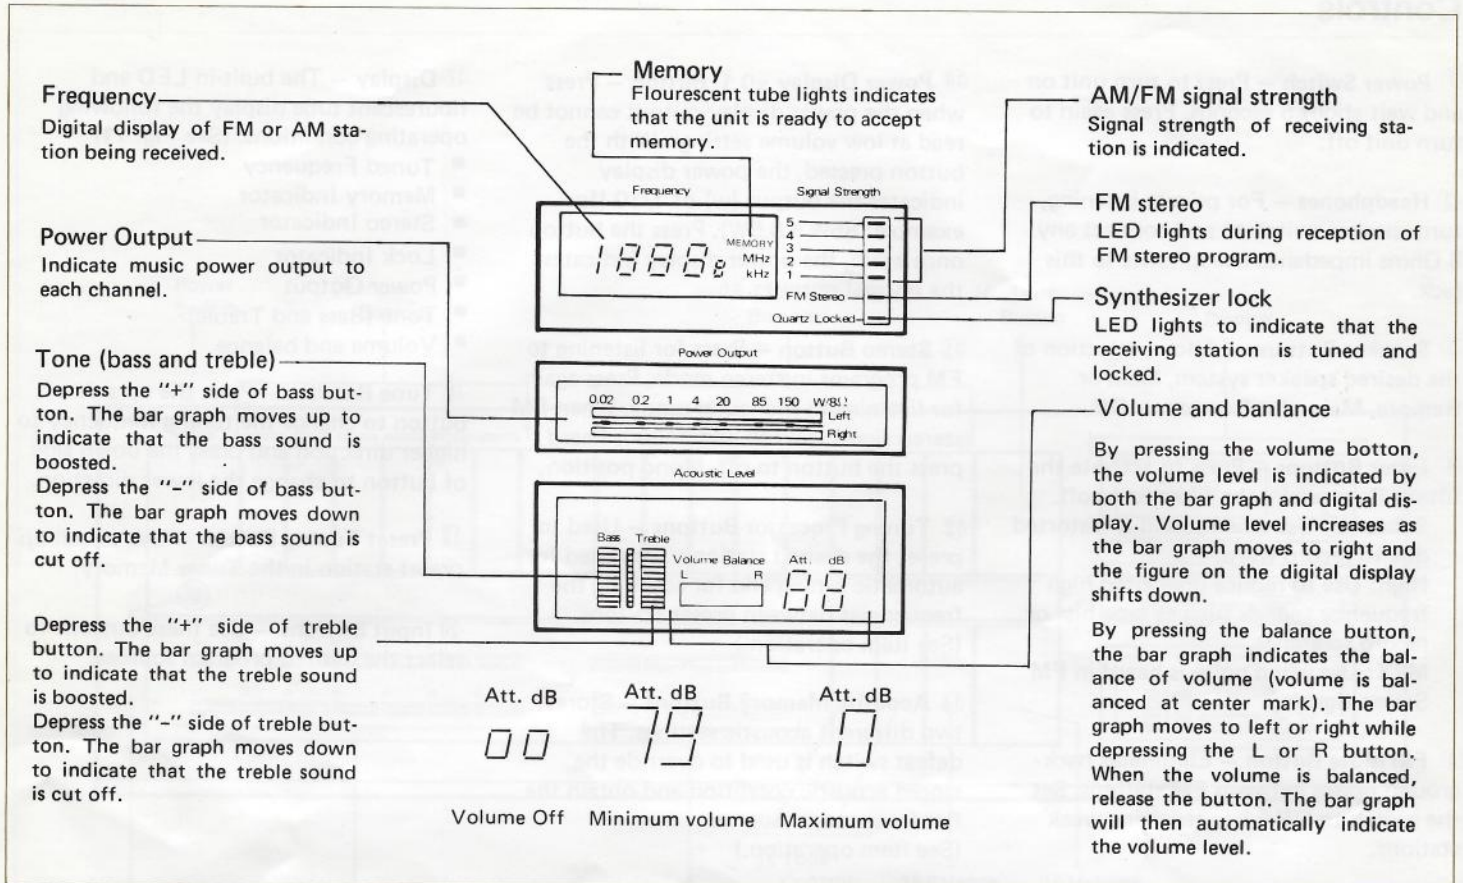 Frequency
Digital display of FM or AM sta-
tion being received.
Power Output
Indicate music power output to
each channel.
Tone (bass and treble)
Depress the "+" side of bass but-
ton. The bar graph moves up to
indicate that the bass sound is
boosted.
Depress the "–" side of bass but-
ton. The bar graph moves down
to indicate that the bass sound is
cut off.
Depress the "+" side of treble
button. The bar graph moves up
to indicate that the treble sound
is boosted.
Depress the "–" side of treble but-
ton. The bar graph moves down
to indicate that the treble sound
is cut off.
Memory
Flourescent tube light indicates
that the unit is ready to accept
memory.
Frequency
Signal Strength
MEMORY
MHz
kHz
5
4
3
2
1
FM Stereo
Quartz Locked
Power Output
0.02 0.2 1 4 20 85 150 W/8Ω
Left
Right
Acoustic Level
Bass Treble
Volume Balance Att. dB
L R
88
Att. dB Att. dB Att. dB
00 79 0
Volume Off Minimum volume Maximum volume
AM/FM signal strength
Signal strength of receiving sta-
tion is indicated.
FM stereo
LED lights during reception of
FM stereo program.
Synthesizer lock
LED lights to indicate that the
receiving station is tuned and
locked.
Volume and banlance
By pressing the volume botton,
the volume level is indicated by
both the bar graph and digital dis-
play. Volume level increases as
the bar graph moves to right and
the figure on the digital display
shifts down.
By pressing the balance button,
the bar graph indicates the bal-
ance of volume (volume is bal-
anced at center mark). The bar
graph moves to left or right while
depressing the L or R button.
When the volume is balanced,
release the button. The bar graph
will then automatically indicate
the volume level.